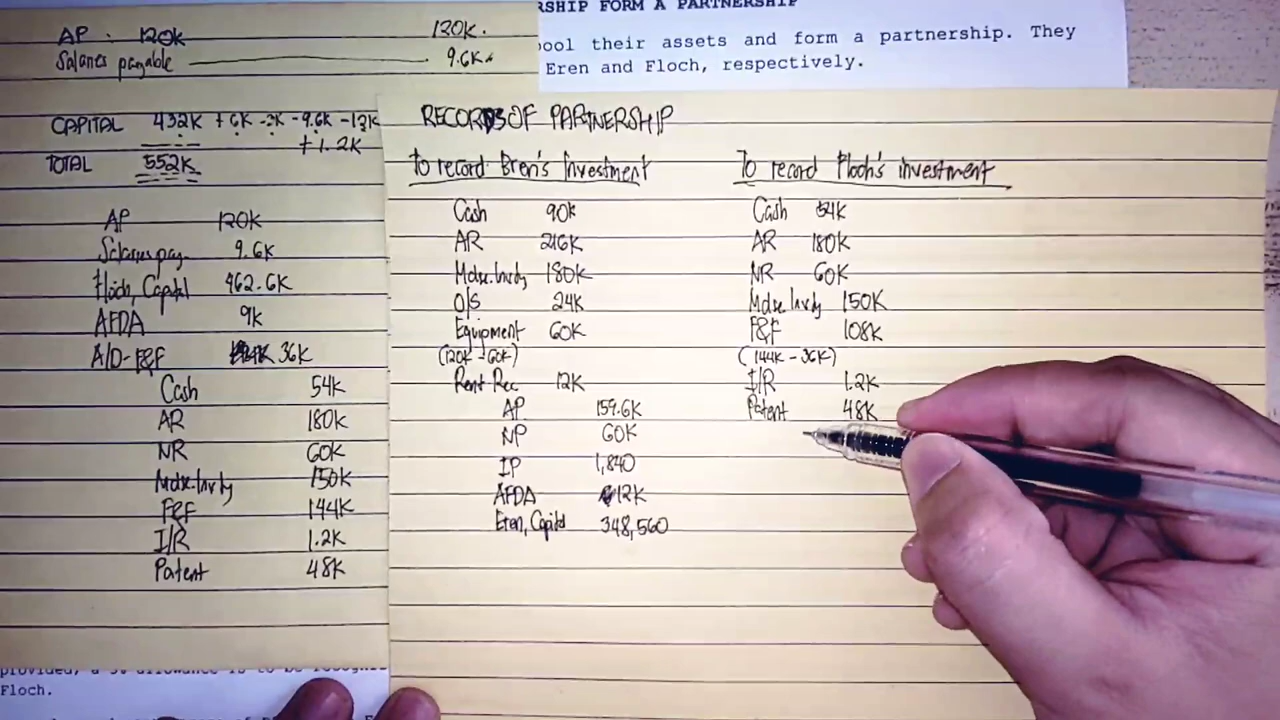 RSHIP FORM A PARTNERSHIP
ool their assets and form a partnership. They
Eren and Floch, respectively.
AP 120k 120K.
Salaries payable 9.6K
CAPITAL 432K + 6K -3K -9.6K -12K
+1.2K
TOTAL 552K
AP 120K
Salaries pay. 9.6K
Floch, Capital 462.6K
AFDA 9K
A/D-F&F 36K
Cash 54K
AR 180K
NR 60K
Mdse. Invty 150K
F&F 144K
I/R 1.2K
Patent 48K
Floch.
RECORDS OF PARTNERSHIP
To record Eren's Investment
Cash 90K
AR 216K
Mdse. Invty 180K
O/S 24K
Equipment 60K
(120K - 60K)
Rent Rec 12K
AP 159.6K
NP 60K
IP 1,840
AFDA 12K
Eren, Capital 348,560
To record Floch's investment
Cash 54K
AR 180K
NR 60K
Mdse Invty 150K
F&F 108K
(144K - 36K)
I/R 1.2K
Patent 48K